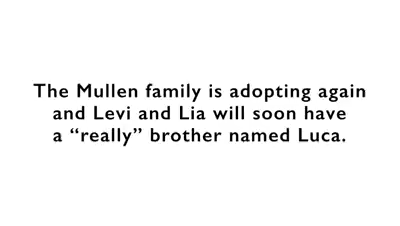 The Mullen family is adopting again
and Levi and Lia will soon have
a “really” brother named Luca.